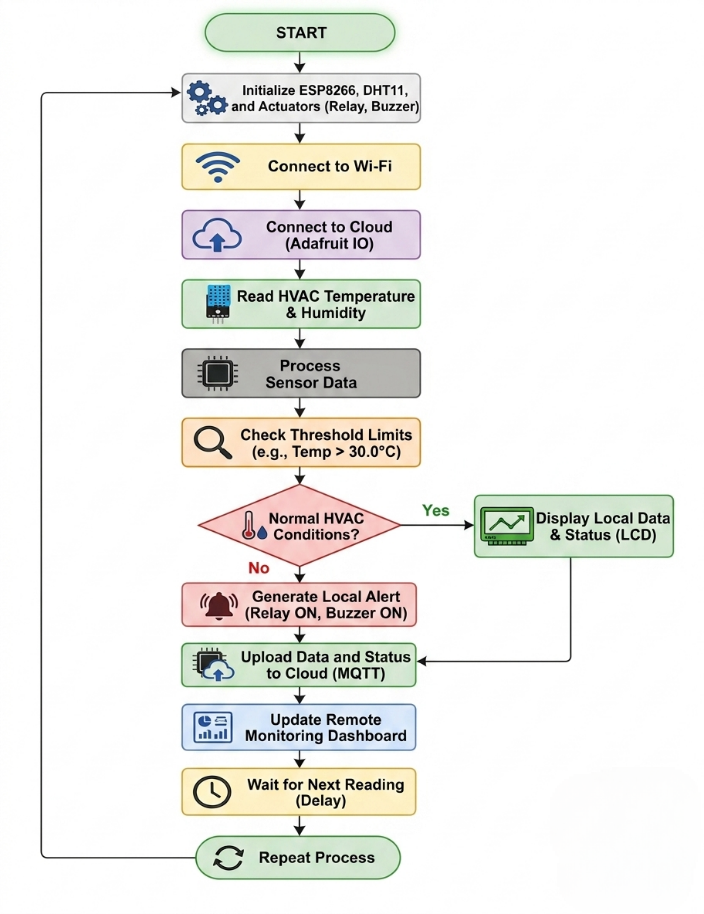 START
Initialize ESP8266, DHT11,
and Actuators (Relay, Buzzer)
Connect to Wi-Fi
Connect to Cloud
(Adafruit IO)
Read HVAC Temperature
& Humidity
Process
Sensor Data
Check Threshold Limits
(e.g., Temp > 30.0°C)
Normal HVAC
Conditions?
Yes
Display Local Data
& Status (LCD)
No
Generate Local Alert
(Relay ON, Buzzer ON)
Upload Data and Status
to Cloud (MQTT)
Update Remote
Monitoring Dashboard
Wait for Next Reading
(Delay)
Repeat Process